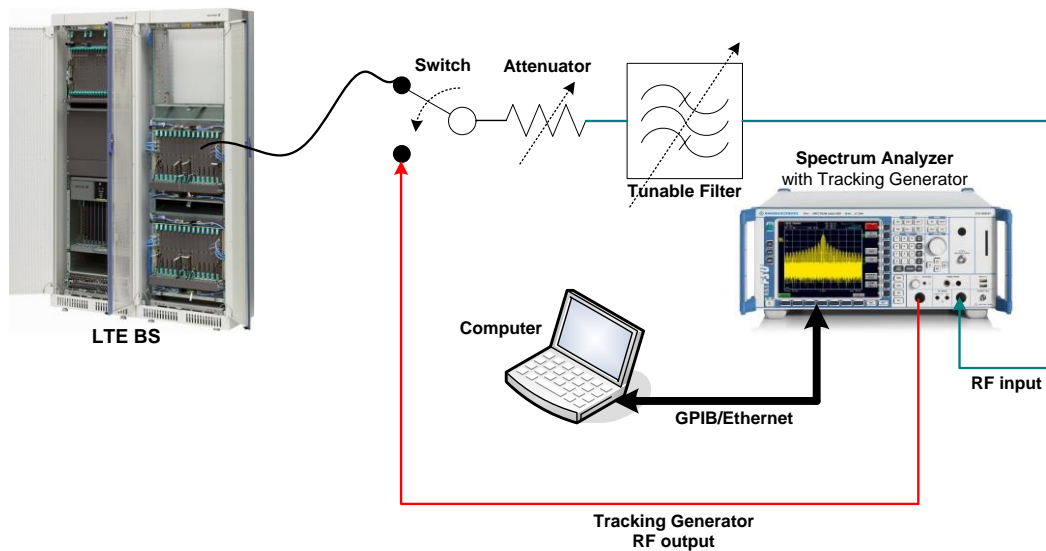 Switch
Attenuator
Tunable Filter
Spectrum Analyzer
with Tracking Generator
LTE BS
Computer
RF input
GPIB/Ethernet
Tracking Generator
RF output